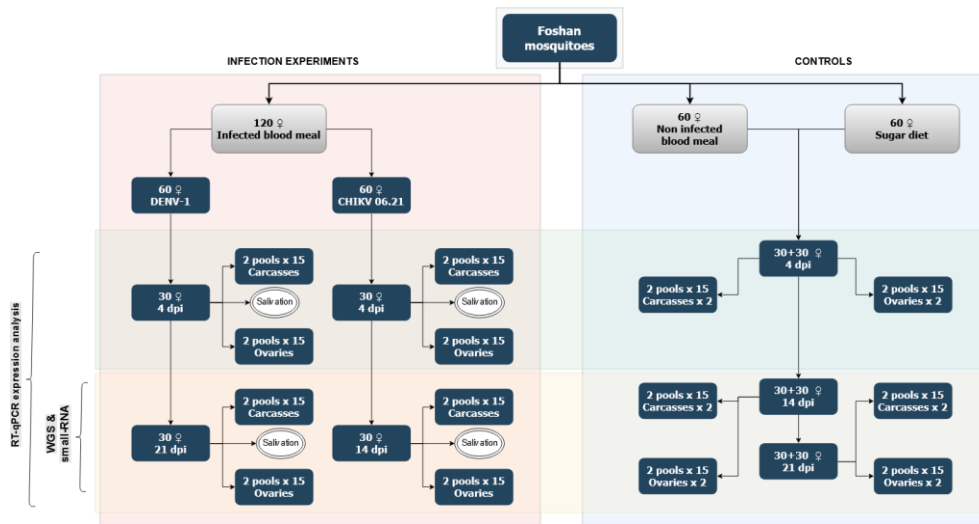 Foshan
mosquitoes
INFECTION EXPERIMENTS
CONTROLS
120 ♀
Infected blood meal
60 ♀
Non infected
blood meal
60 ♀
Sugar diet
60 ♀
DENV-1
60 ♀
CHIKV 06.21
RT-qPCR expression analysis
30 ♀
4 dpi
2 pools x 15
Carcasses
Salivation
2 pools x 15
Ovaries
30 ♀
4 dpi
2 pools x 15
Carcasses
Salivation
2 pools x 15
Ovaries
30+30 ♀
4 dpi
2 pools x 15
Carcasses x 2
2 pools x 15
Ovaries x 2
WGS &
small-RNA
30 ♀
21 dpi
2 pools x 15
Carcasses
Salivation
2 pools x 15
Ovaries
30 ♀
14 dpi
2 pools x 15
Carcasses
Salivation
2 pools x 15
Ovaries
30+30 ♀
14 dpi
2 pools x 15
Carcasses x 2
2 pools x 15
Carcasses x 2
30+30 ♀
21 dpi
2 pools x 15
Ovaries x 2
2 pools x 15
Ovaries x 2